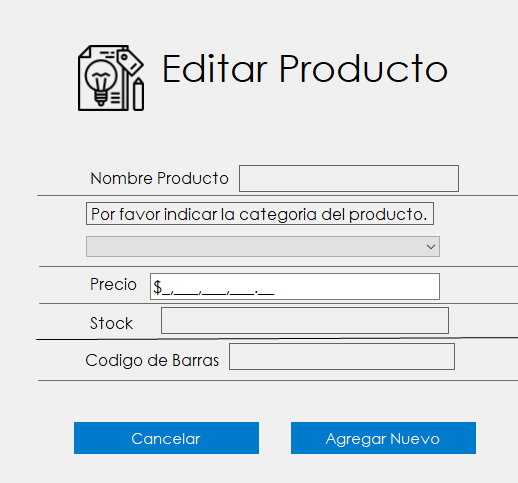 Editar Producto
Nombre Producto
Por favor indicar la categoria del producto.
Precio $_,___,___,___.__
Stock
Codigo de Barras
Cancelar Agregar Nuevo